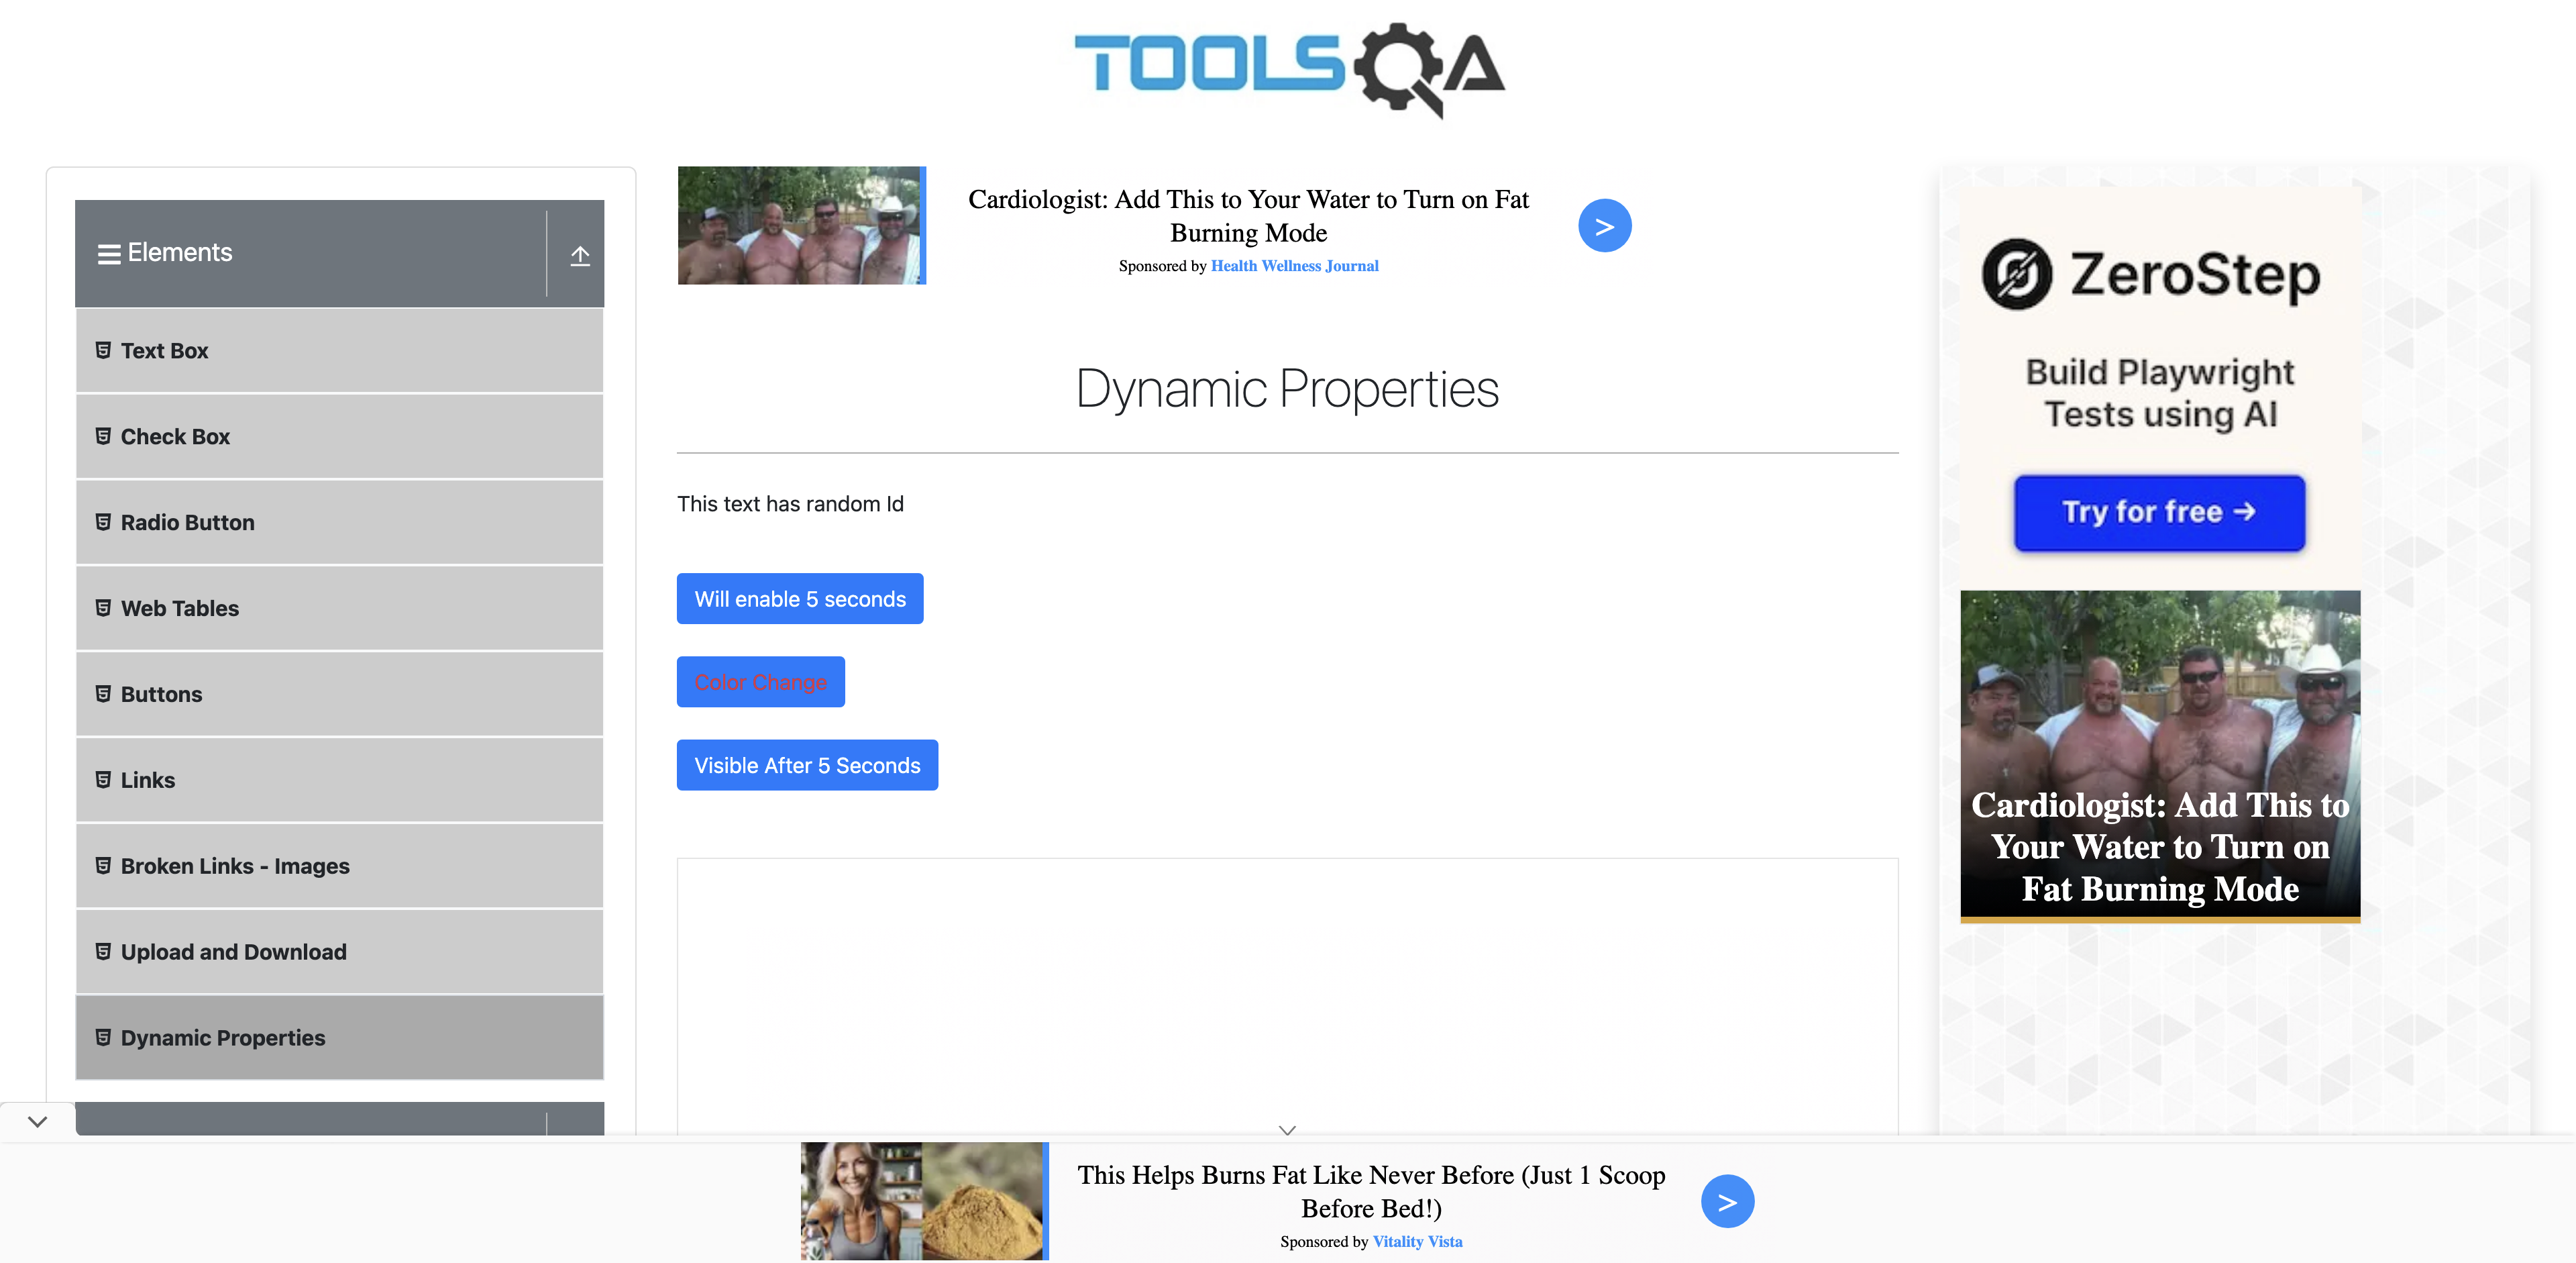 TOOLSQA
Elements
Text Box
Check Box
Radio Button
Web Tables
Buttons
Links
Broken Links - Images
Upload and Download
Dynamic Properties
Cardiologist: Add This to Your Water to Turn on Fat
Burning Mode
Sponsored by Health Wellness Journal
>
Dynamic Properties
This text has random Id
Will enable 5 seconds
Color Change
Visible After 5 Seconds
ZeroStep
Build Playwright
Tests using AI
Try for free →
Cardiologist: Add This to
Your Water to Turn on
Fat Burning Mode
This Helps Burns Fat Like Never Before (Just 1 Scoop
Before Bed!)
Sponsored by Vitality Vista
>